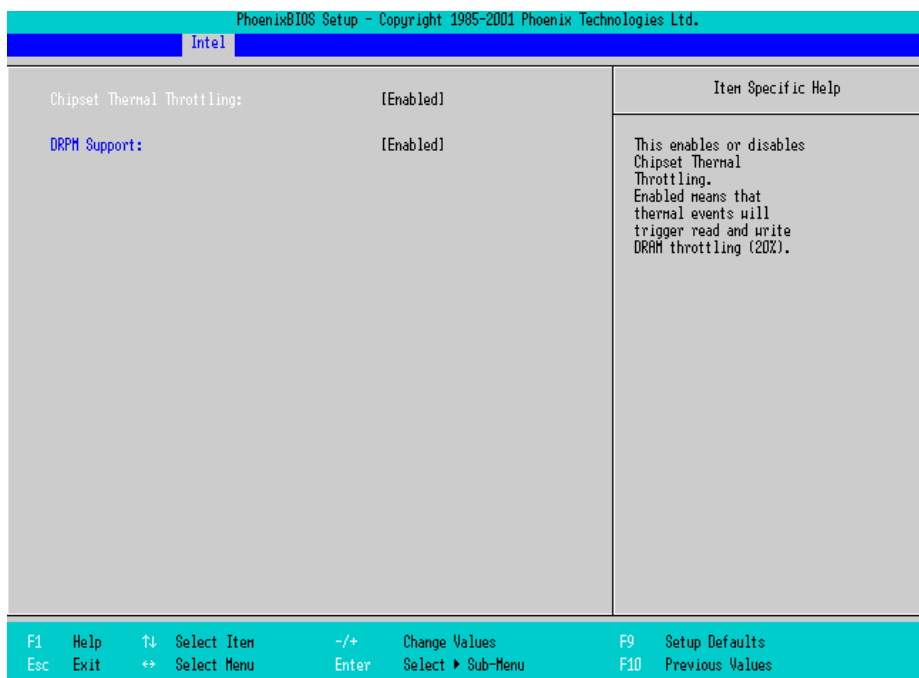 PhoenixBIOS Setup - Copyright 1985-2001 Phoenix Technologies Ltd.
Intel
Chipset Thermal Throttling: [Enabled]
DRPM Support: [Enabled]
Item Specific Help
This enables or disables
Chipset Thermal
Throttling.
Enabled means that
thermal events will
trigger read and write
DRAM throttling (20%).
F1 Help ↑↓ Select Item -/+ Change Values F9 Setup Defaults
Esc Exit ↔ Select Menu Enter Select ▶ Sub-Menu F10 Previous Values